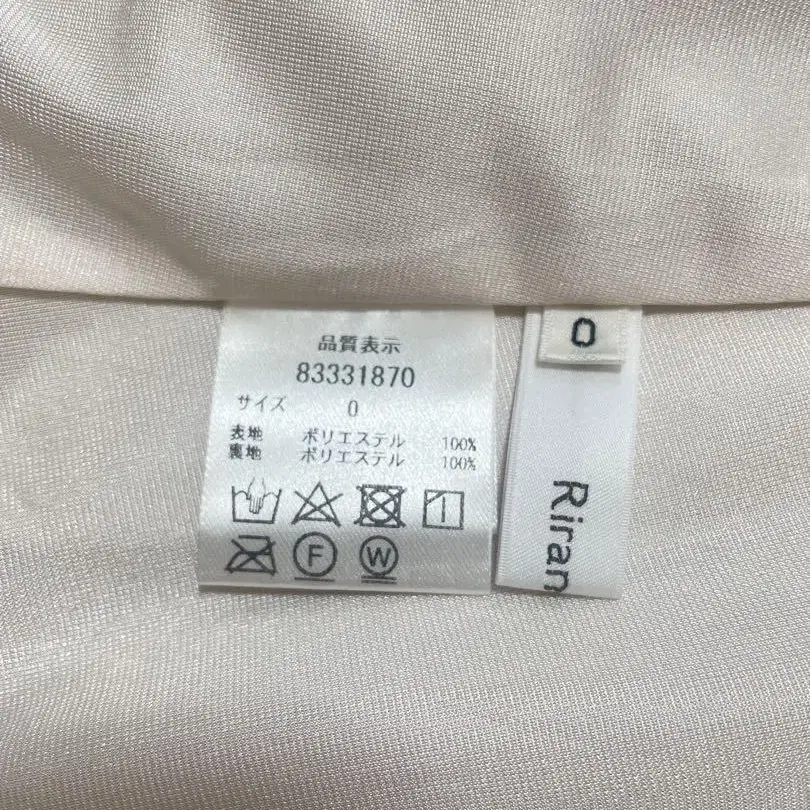 品質表示
83331870
サイズ 0
表地 ポリエステル 100%
裏地 ポリエステル 100%
F W
0
Riran